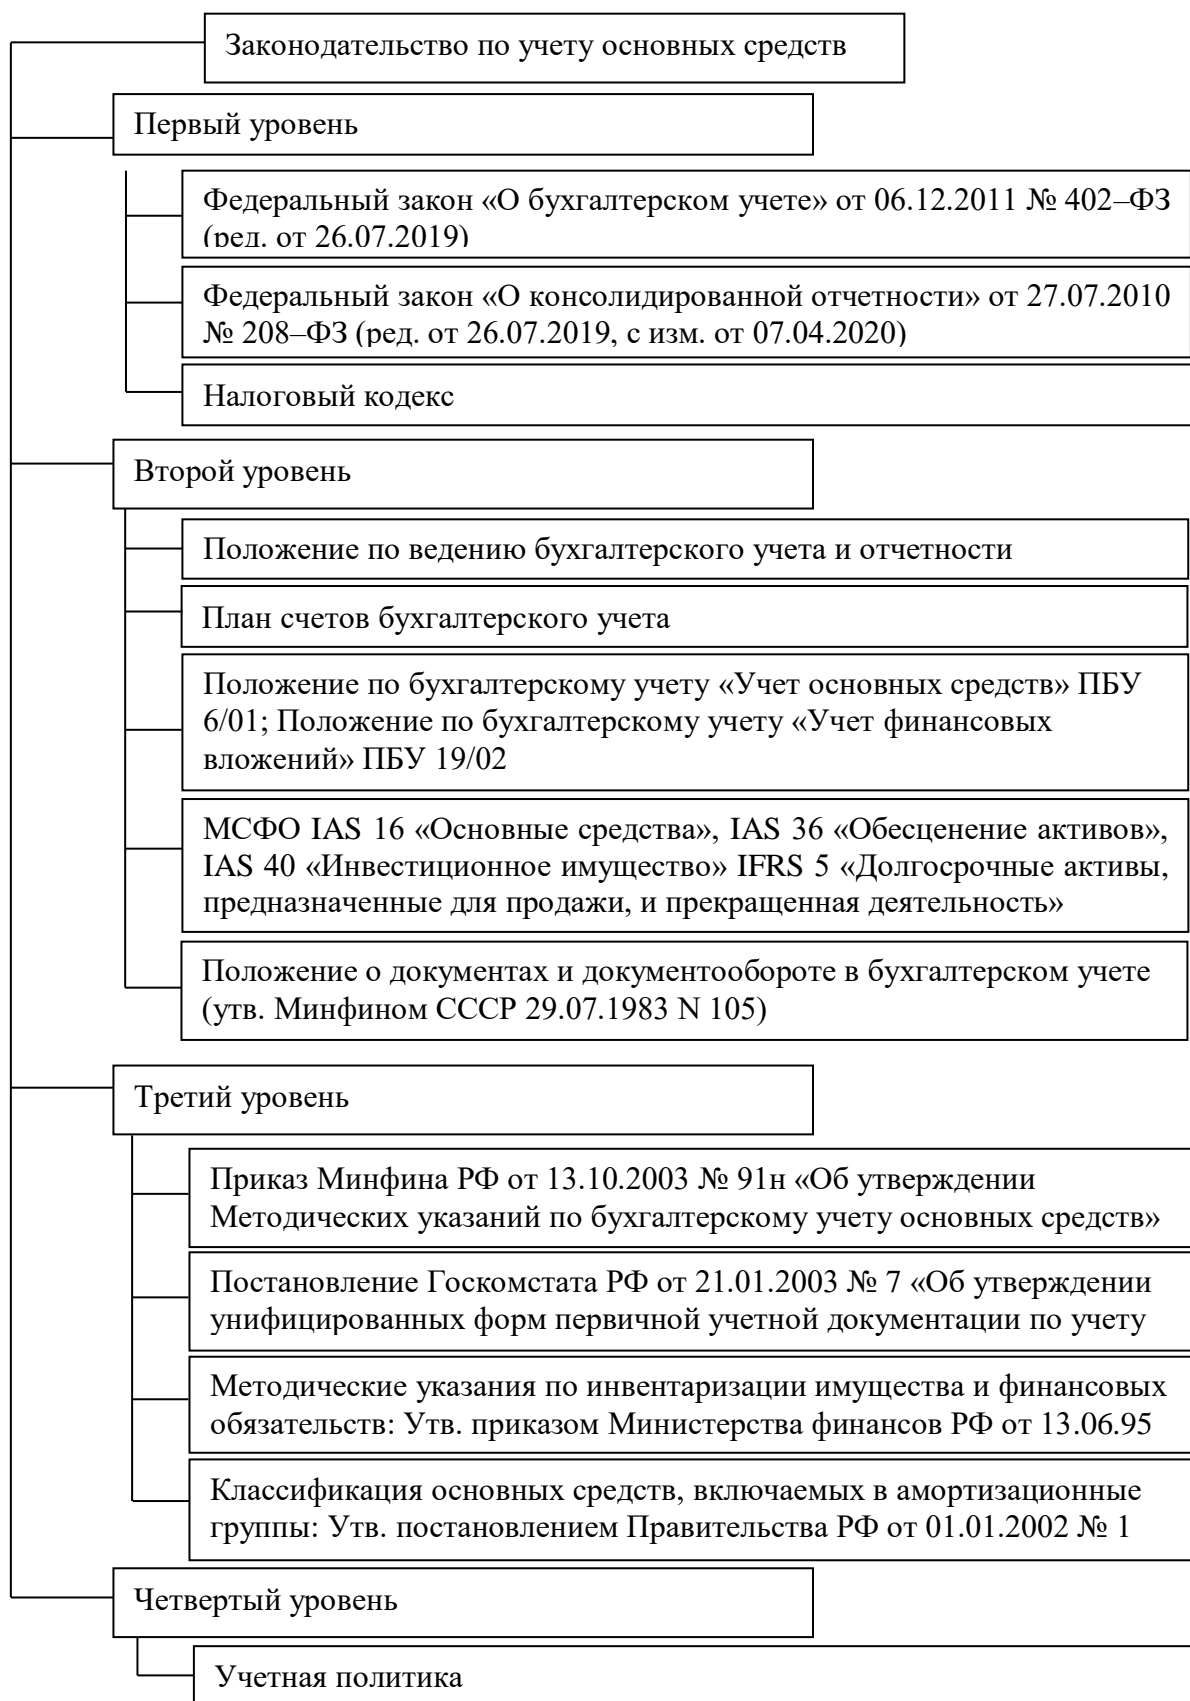 Законодательство по учету основных средств
Первый уровень
Федеральный закон «О бухгалтерском учете» от 06.12.2011 № 402–ФЗ
(ред. от 26.07.2019)
Федеральный закон «О консолидированной отчетности» от 27.07.2010
№ 208–ФЗ (ред. от 26.07.2019, с изм. от 07.04.2020)
Налоговый кодекс
Второй уровень
Положение по ведению бухгалтерского учета и отчетности
План счетов бухгалтерского учета
Положение по бухгалтерскому учету «Учет основных средств» ПБУ
6/01; Положение по бухгалтерскому учету «Учет финансовых
вложений» ПБУ 19/02
МСФО IAS 16 «Основные средства», IAS 36 «Обесценение активов»,
IAS 40 «Инвестиционное имущество» IFRS 5 «Долгосрочные активы,
предназначенные для продажи, и прекращенная деятельность»
Положение о документах и документообороте в бухгалтерском учете
(утв. Минфином СССР 29.07.1983 N 105)
Третий уровень
Приказ Минфина РФ от 13.10.2003 № 91н «Об утверждении
Методических указаний по бухгалтерскому учету основных средств»
Постановление Госкомстата РФ от 21.01.2003 № 7 «Об утверждении
унифицированных форм первичной учетной документации по учету
Методические указания по инвентаризации имущества и финансовых
обязательств: Утв. приказом Министерства финансов РФ от 13.06.95
Классификация основных средств, включаемых в амортизационные
группы: Утв. постановлением Правительства РФ от 01.01.2002 № 1
Четвертый уровень
Учетная политика